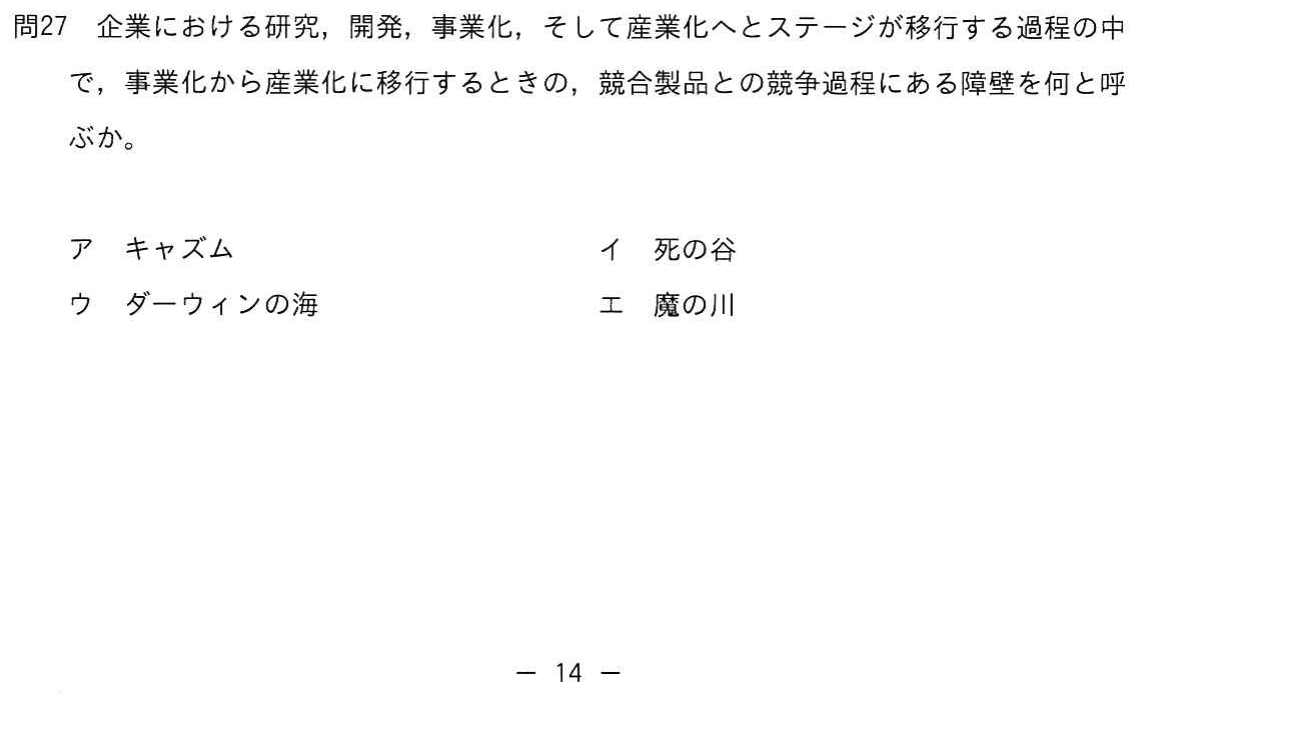 問27　企業における研究，開発，事業化，そして産業化へとステージが移行する過程の中
で，事業化から産業化に移行するときの，競合製品との競争過程にある障壁を何と呼
ぶか。
ア　キャズム　イ　死の谷
ウ　ダーウィンの海　エ　魔の川
－ 14 －